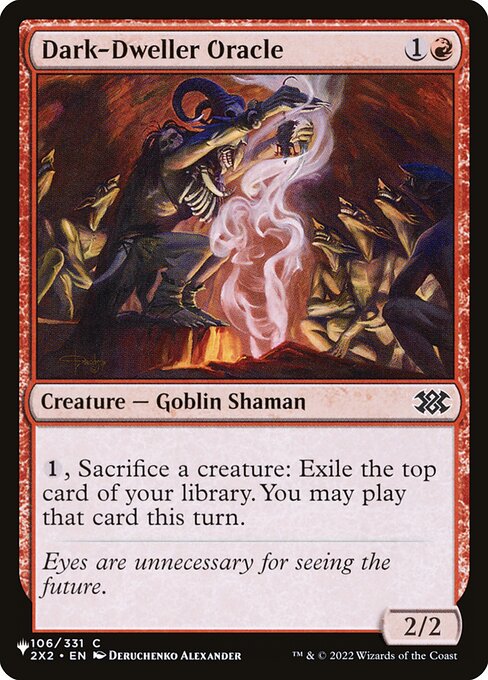 Dark-Dweller Oracle 1
Creature — Goblin Shaman
1, Sacrifice a creature: Exile the top
card of your library. You may play
that card this turn.
Eyes are unnecessary for seeing the
future.
2/2
106/331 C
2X2 • EN Deruchenko Alexander
™ & © 2022 Wizards of the Coast